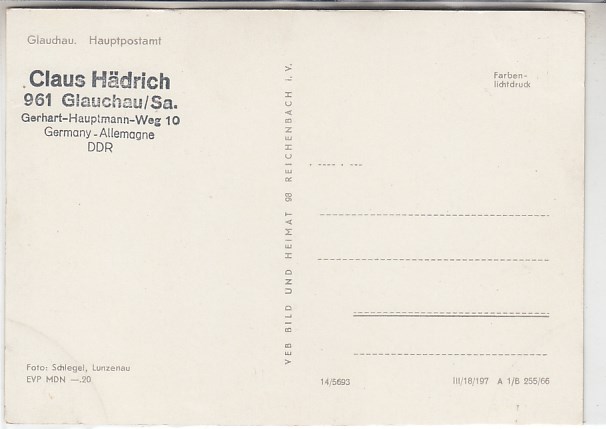 Glauchau. Hauptpostamt
Claus Hädrich
961 Glauchau/Sa.
Gerhart-Hauptmann-Weg 10
Germany - Allemagne
DDR
Foto: Schlegel, Lunzenau
EVP MDN —.20
VEB BILD UND HEIMAT 98 REICHENBACH i. V.
Farben-
lichtdruck
14/5693
III/18/197 A 1/B 255/66